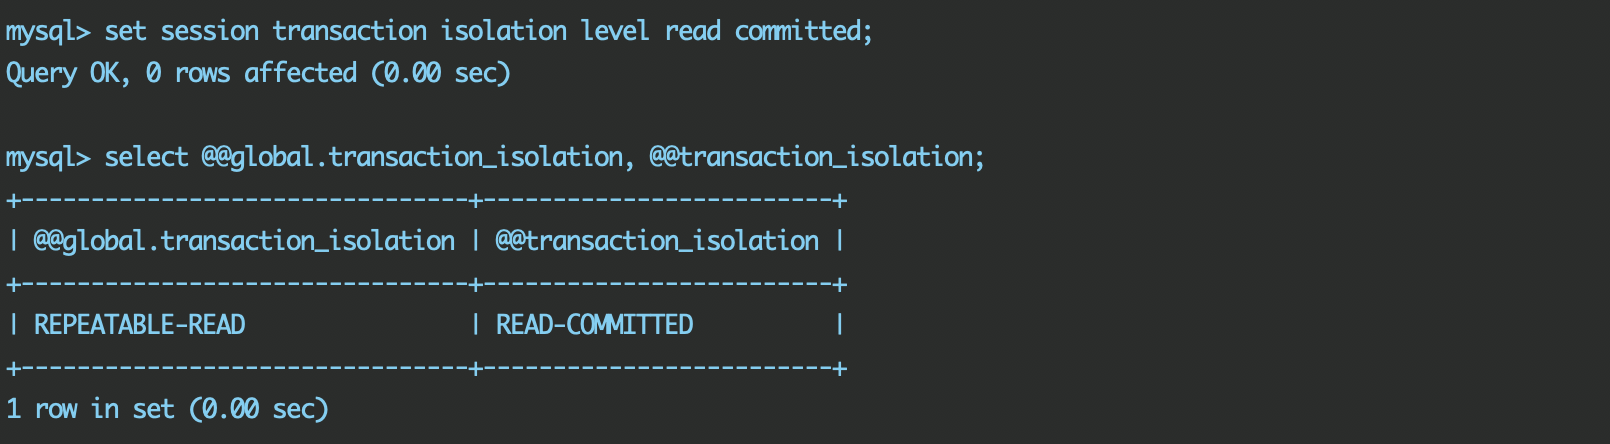 mysql> set session transaction isolation level read committed;
Query OK, 0 rows affected (0.00 sec)
mysql> select @@global.transaction_isolation, @@transaction_isolation;
+--------------------------------+-------------------------+
| @@global.transaction_isolation | @@transaction_isolation |
+--------------------------------+-------------------------+
| REPEATABLE-READ                | READ-COMMITTED          |
+--------------------------------+-------------------------+
1 row in set (0.00 sec)